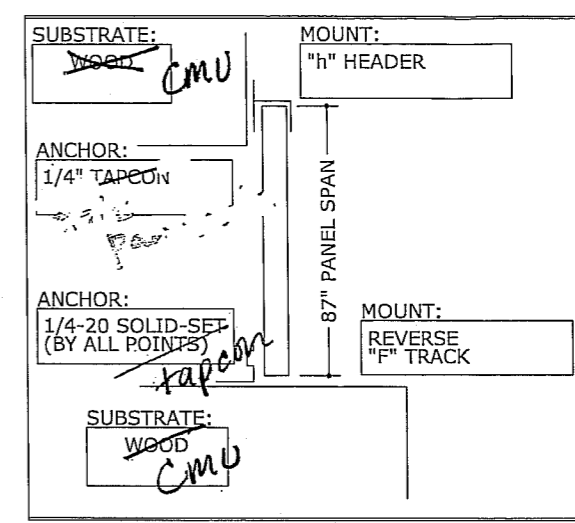 SUBSTRATE:
WOOD
CMU
MOUNT:
"h" HEADER
ANCHOR:
1/4" TAPCON
87" PANEL SPAN
ANCHOR:
1/4-20 SOLID-SET
(BY ALL POINTS)
tapcon
MOUNT:
REVERSE
"F" TRACK
SUBSTRATE:
WOOD
CMU